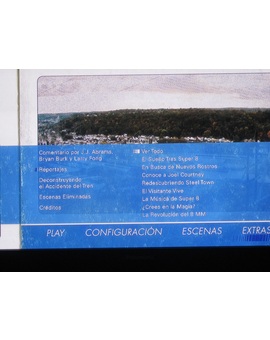 Comentario por J.J. Abrams,
Bryan Burk y Larry Fong
Reportajes
Deconstruyendo
el Accidente del Tren
Escenas Eliminadas
Créditos
Ver Todo
El Sueño Tras Super 8
En Busca de Nuevos Rostros
Conoce a Joel Courtney
Redescubriendo Steel Town
El Visitante Vive
La Música de Super 8
¿Crees en la Magia?
La Revolución del 8 MM
PLAY CONFIGURACIÓN ESCENAS EXTRAS